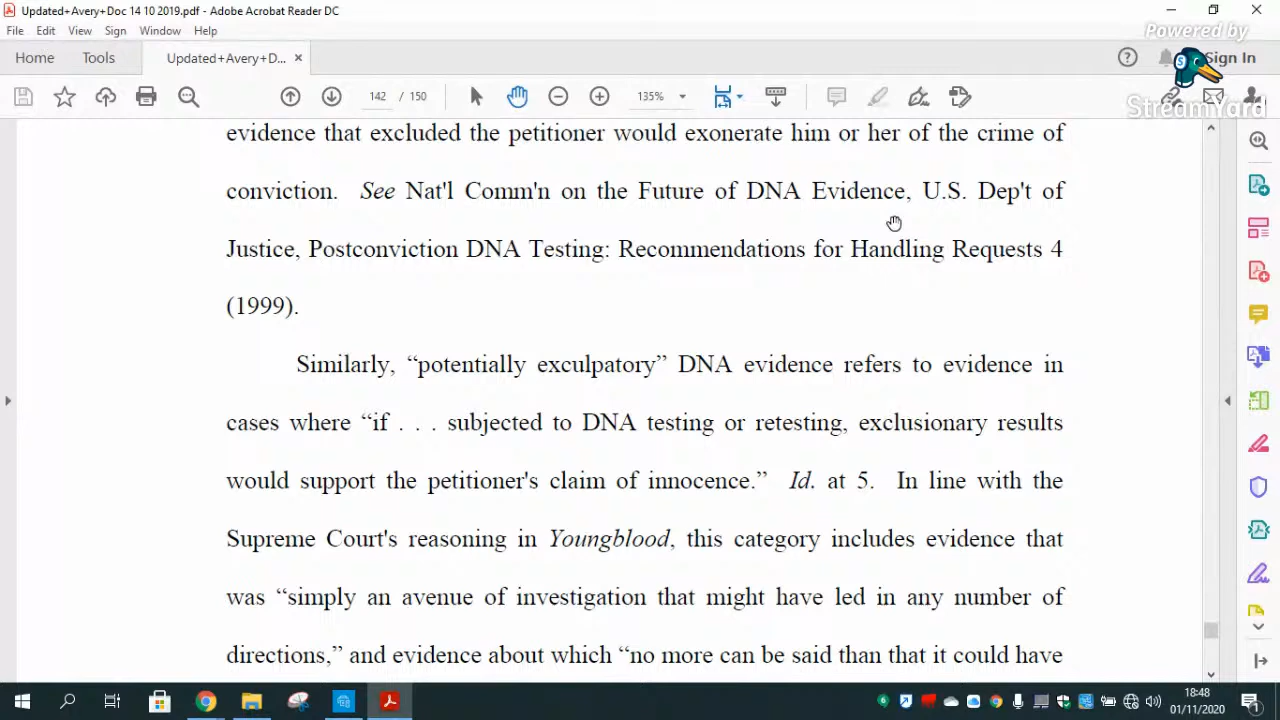 Updated+Avery+Doc 14 10 2019.pdf - Adobe Acrobat Reader DC
File Edit View Sign Window Help
Powered by
Home Tools Updated+Avery+D... × Sign In
StreamYard
142 / 150 135%
evidence that excluded the petitioner would exonerate him or her of the crime of
conviction. See Nat'l Comm'n on the Future of DNA Evidence, U.S. Dep't of
Justice, Postconviction DNA Testing: Recommendations for Handling Requests 4
(1999).
Similarly, “potentially exculpatory” DNA evidence refers to evidence in
cases where “if . . . subjected to DNA testing or retesting, exclusionary results
would support the petitioner's claim of innocence.” Id. at 5. In line with the
Supreme Court's reasoning in Youngblood, this category includes evidence that
was “simply an avenue of investigation that might have led in any number of
directions,” and evidence about which “no more can be said than that it could have
18:48
01/11/2020